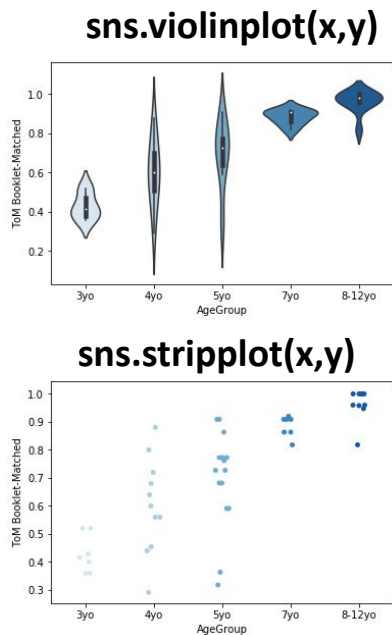 sns.violinplot(x,y)
1.0
0.8
0.6
0.4
0.2
ToM Booklet-Matched
3yo 4yo 5yo 7yo 8-12yo
AgeGroup
sns.stripplot(x,y)
1.0
0.9
0.8
0.7
0.6
0.5
0.4
0.3
ToM Booklet-Matched
3yo 4yo 5yo 7yo 8-12yo
AgeGroup